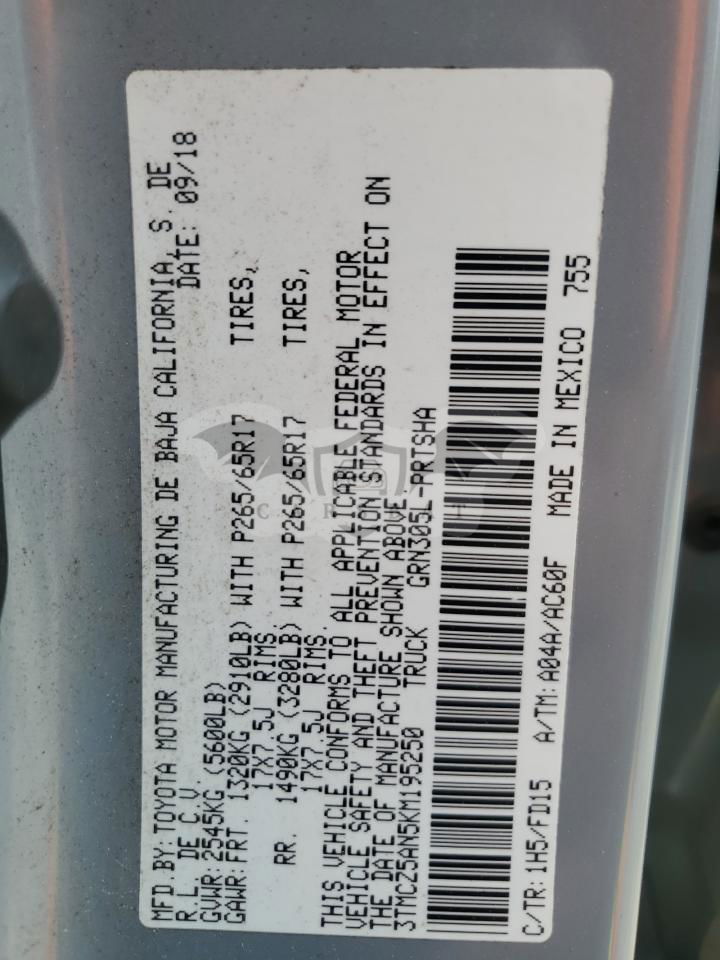 MFD.BY:TOYOTA MOTOR MANUFACTURING DE BAJA CALIFORNIA, S. DE
R.L. DE C.V. DATE: 09/18
GVWR:2545KG (5600LB)
GAWR:FRT. 1320KG (2910LB) WITH P265/65R17 TIRES,
17X7.5J RIMS.
RR. 1490KG (3280LB) WITH P265/65R17 TIRES,
17X7.5J RIMS.
THIS VEHICLE CONFORMS TO ALL APPLICABLE FEDERAL MOTOR
VEHICLE SAFETY AND THEFT PREVENTION STANDARDS IN EFFECT ON
THE DATE OF MANUFACTURE SHOWN ABOVE.
3TMCZ5AN5KM195250 TRUCK GRN305L-PRTSHA
C/TR:1H5/FD15 A/TM:A04A/AC60F MADE IN MEXICO 755